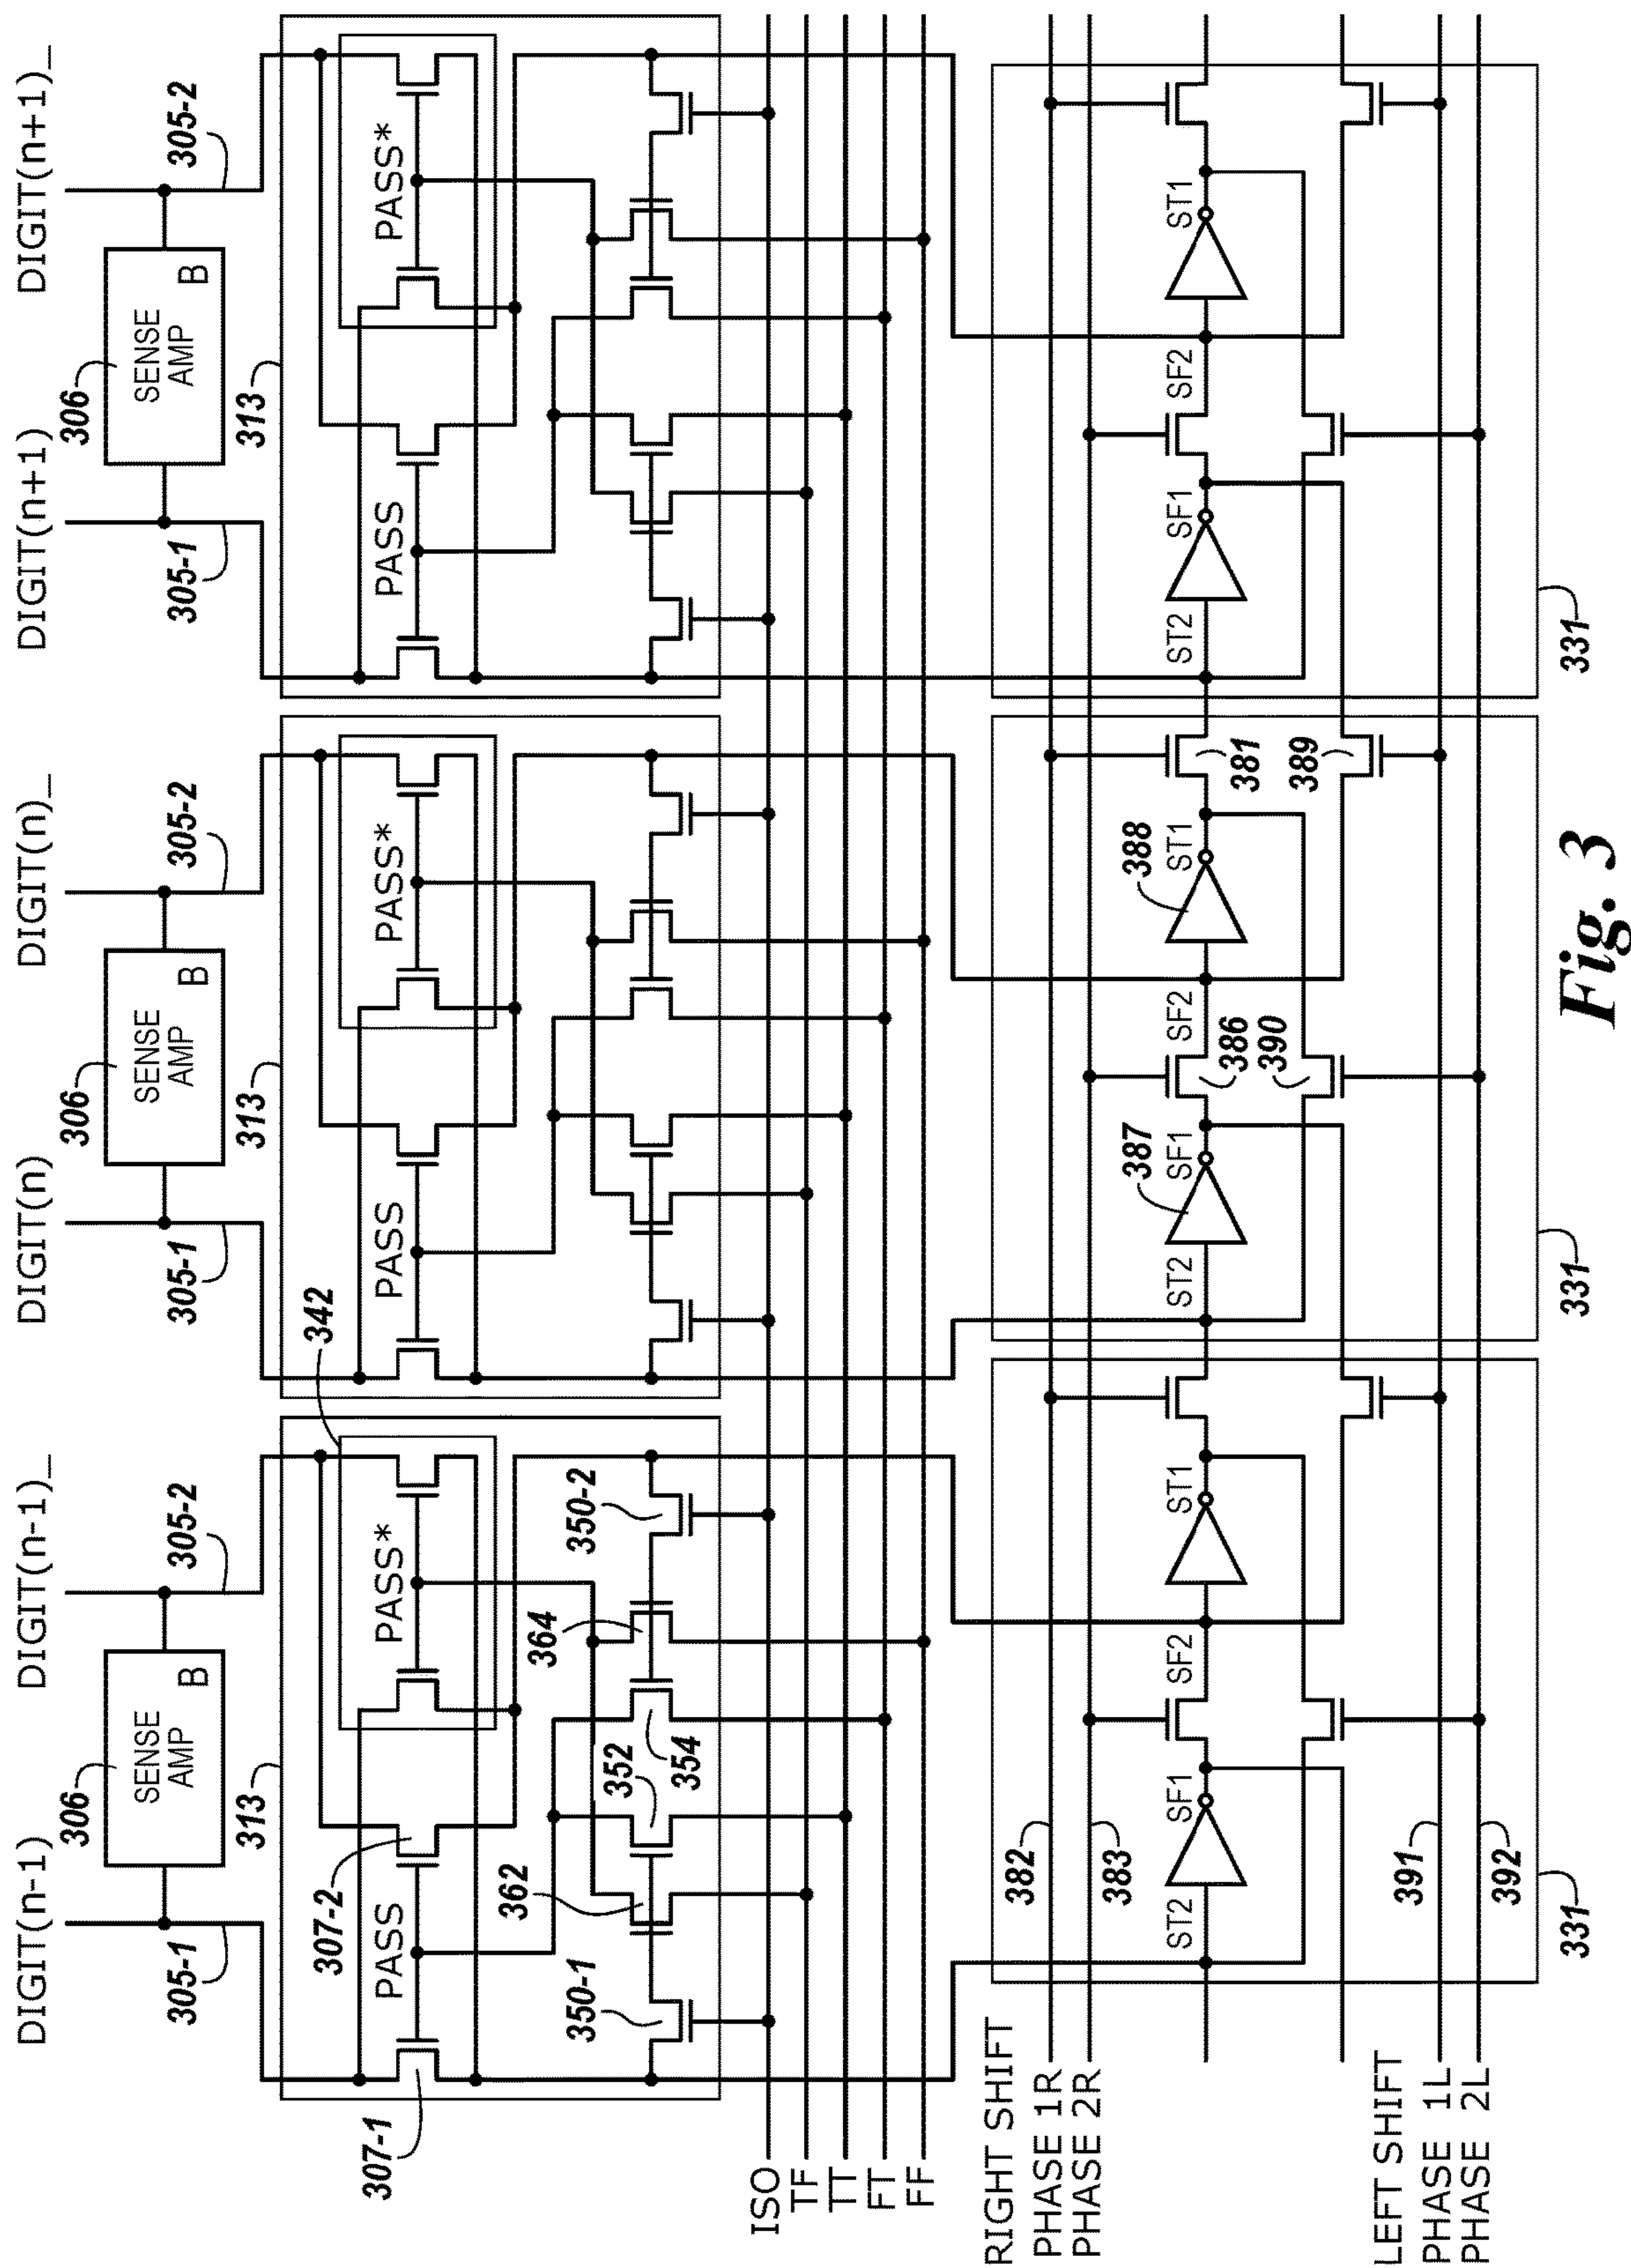 DIGIT(n-1)
DIGIT(n-1)_
DIGIT(n)
DIGIT(n)_
DIGIT(n+1)
DIGIT(n+1)_
306
306
306
SENSE
AMP
B
SENSE
AMP
B
SENSE
AMP
B
305-1
305-2
305-1
305-2
305-1
305-2
313
342
313
313
307-1
307-2
PASS
PASS*
PASS
PASS*
PASS
PASS*
350-1
362
352
354
364
350-2
ISO
TF
TT
FT
FF
RIGHT SHIFT
PHASE 1R
PHASE 2R
382
383
ST2
SF1
SF2
ST1
ST2
387
SF1
386
SF2
388
ST1
381
ST2
SF1
SF2
ST1
390
389
LEFT SHIFT
PHASE 1L
PHASE 2L
391
392
331
331
331
Fig. 3